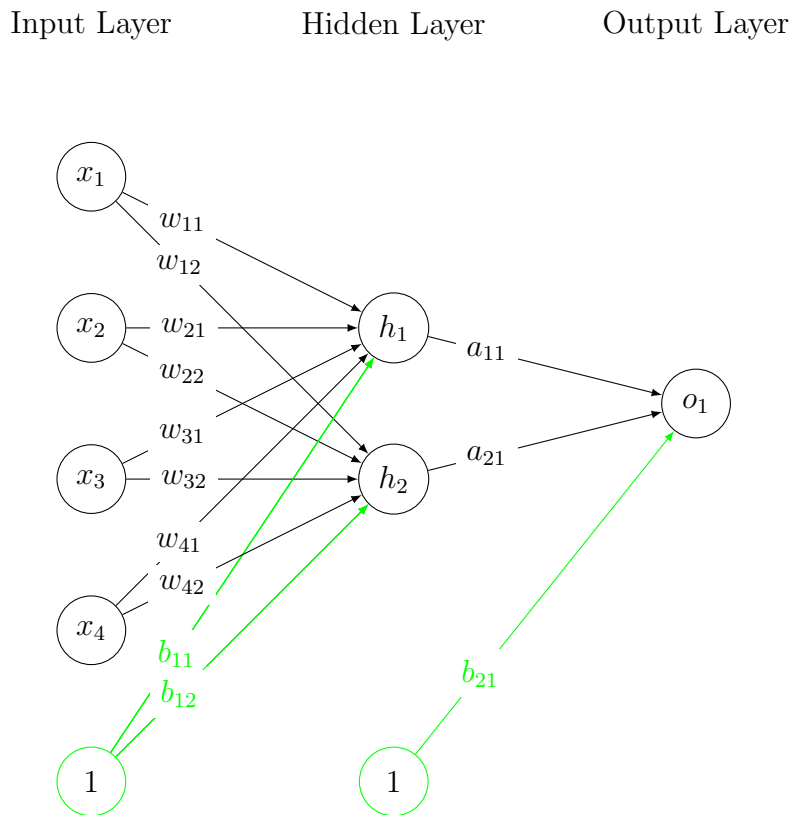 Input Layer Hidden Layer Output Layer
x₁
w₁₁
w₁₂
x₂ w₂₁ h₁
a₁₁
w₂₂
o₁
w₃₁
a₂₁
x₃ w₃₂ h₂
w₄₁
w₄₂
x₄
b₁₁
b₂₁
b₁₂
1 1